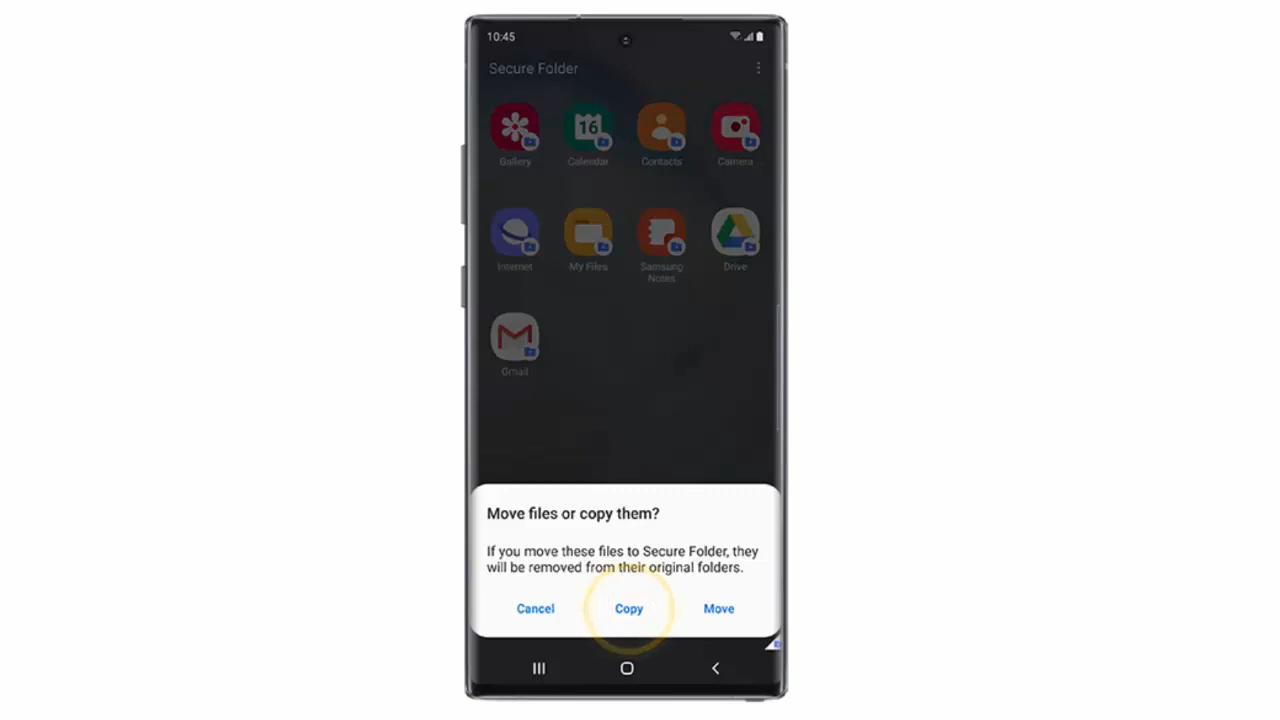 10:45
Secure Folder
16
Gallery
Calendar
Contacts
Camera
Internet
My Files
Samsung
Notes
Drive
Gmail
Move files or copy them?
If you move these files to Secure Folder, they
will be removed from their original folders.
Cancel
Copy
Move